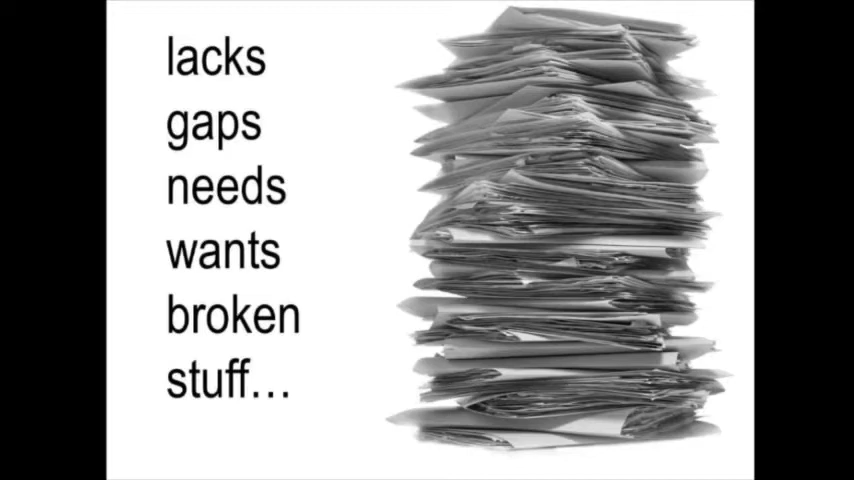 lacks
gaps
needs
wants
broken
stuff…